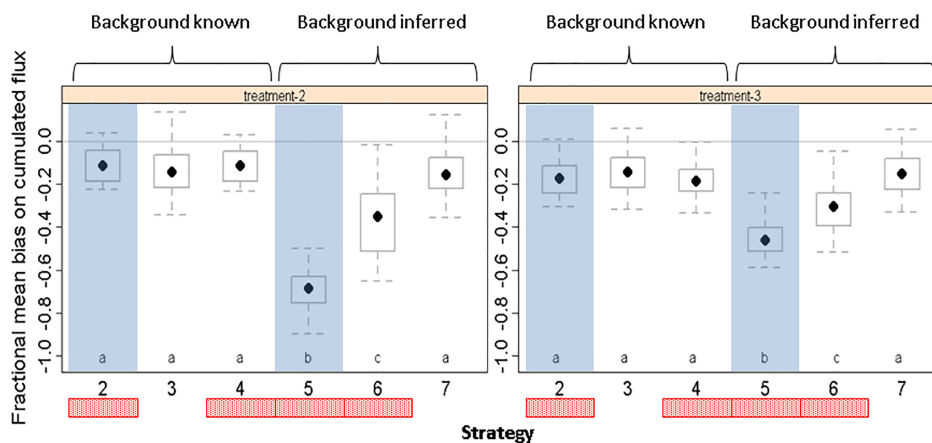 Background known
Background inferred
Background known
Background inferred
treatment-2
treatment-3
Fractional mean bias on cumulated flux
0.0
-0.2
-0.4
-0.6
-0.8
-1.0
0.0
-0.2
-0.4
-0.6
-0.8
-1.0
a a a b c a
a a a b c a
2 3 4 5 6 7
2 3 4 5 6 7
Strategy